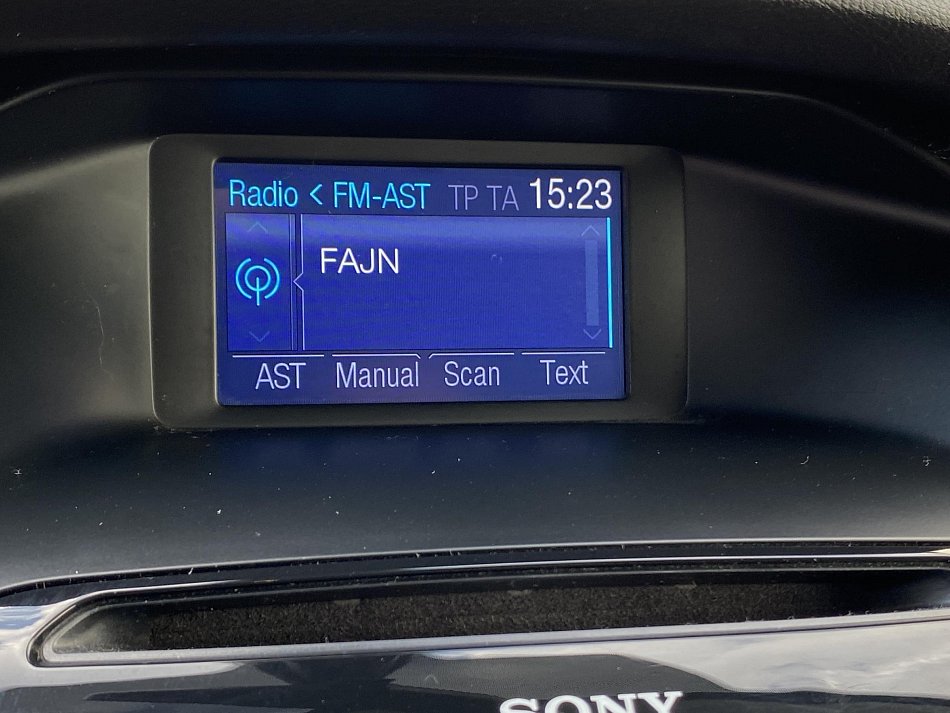 Radio < FM-AST TP TA 15:23
FAJN
AST Manual Scan Text
SONY